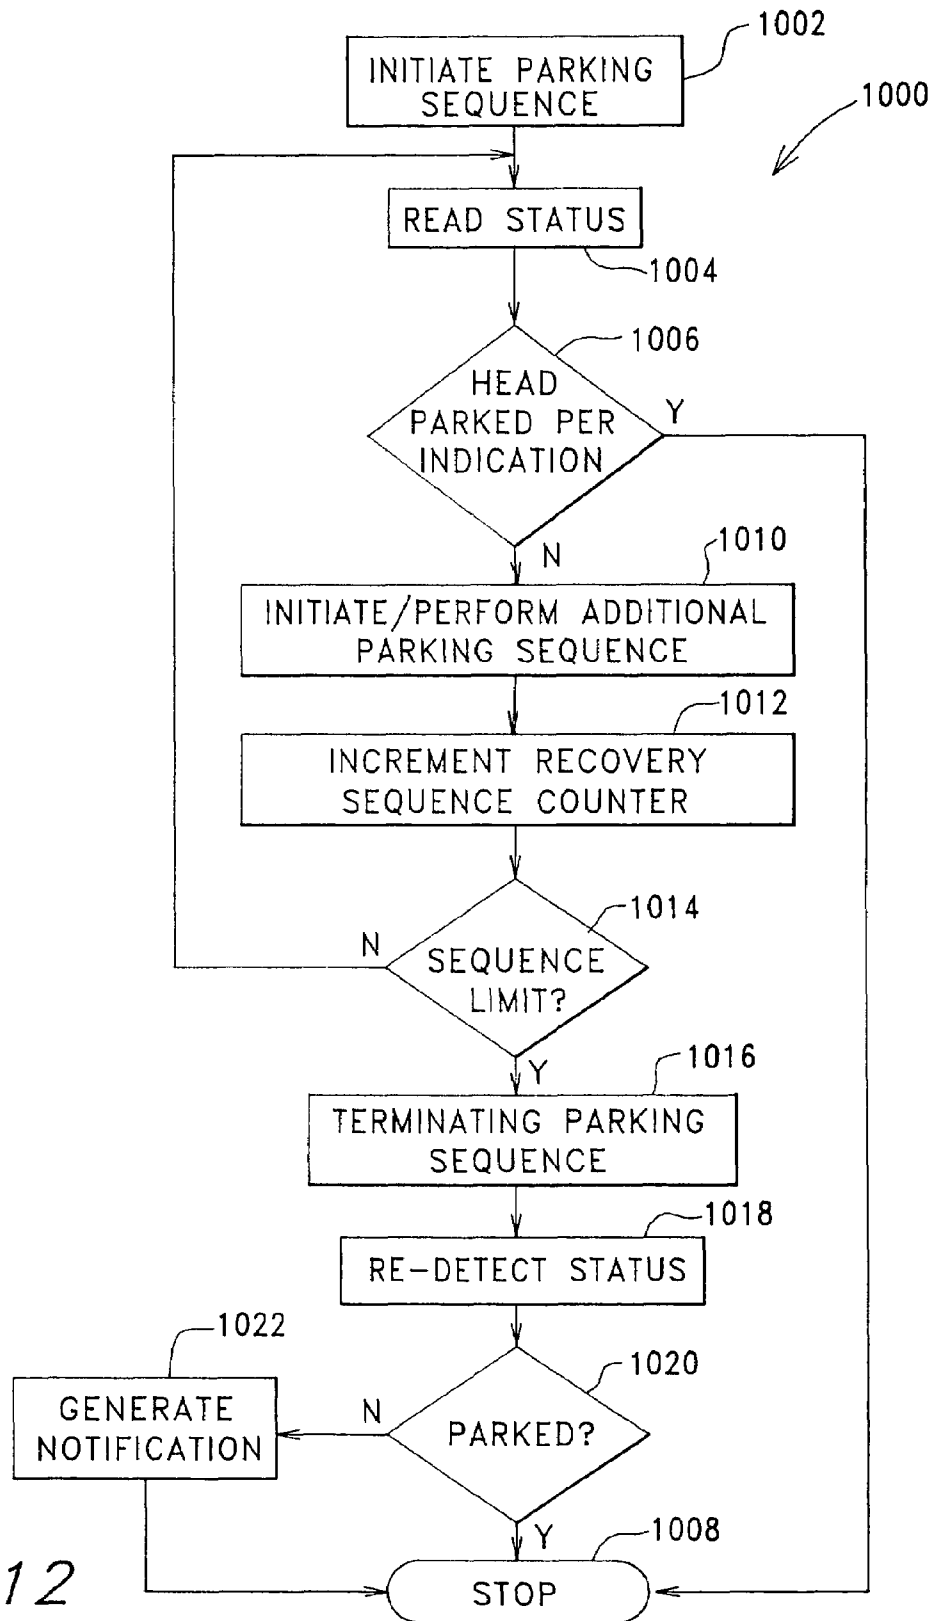 1002
INITIATE PARKING
SEQUENCE
1000
READ STATUS
1004
1006
HEAD
PARKED PER
INDICATION
Y
N
1010
INITIATE/PERFORM ADDITIONAL
PARKING SEQUENCE
1012
INCREMENT RECOVERY
SEQUENCE COUNTER
1014
N
SEQUENCE
LIMIT?
Y
1016
TERMINATING PARKING
SEQUENCE
1018
RE-DETECT STATUS
1022
GENERATE
NOTIFICATION
N
1020
PARKED?
Y
1008
STOP
12